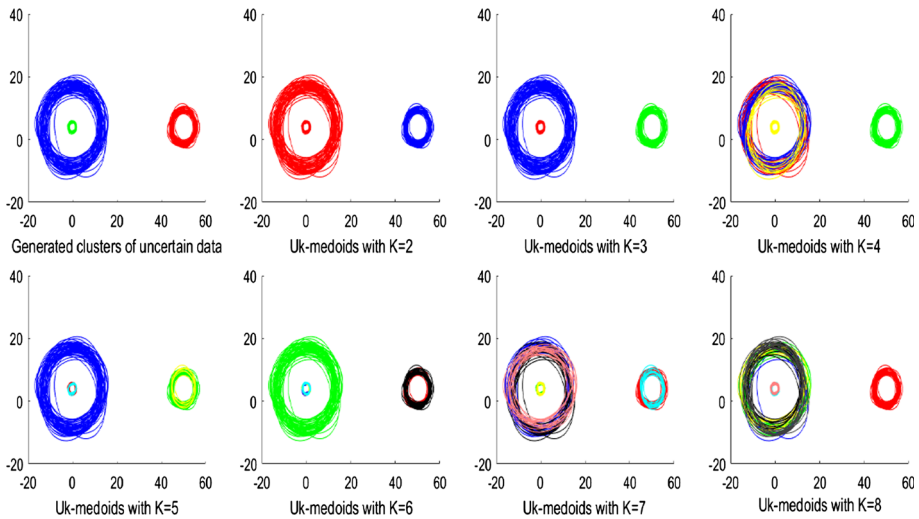 40 40 40 40
20 20 20 20
0 0 0 0
-20 -20 -20 -20
-20 0 20 40 60 -20 0 20 40 60 -20 0 20 40 60 -20 0 20 40 60
Generated clusters of uncertain data Uk-medoids with K=2 Uk-medoids with K=3 Uk-medoids with K=4
40 40 40 40
20 20 20 20
0 0 0 0
-20 -20 -20 -20
-20 0 20 40 60 -20 0 20 40 60 -20 0 20 40 60 -20 0 20 40 60
Uk-medoids with K=5 Uk-medoids with K=6 Uk-medoids with K=7 Uk-medoids with K=8